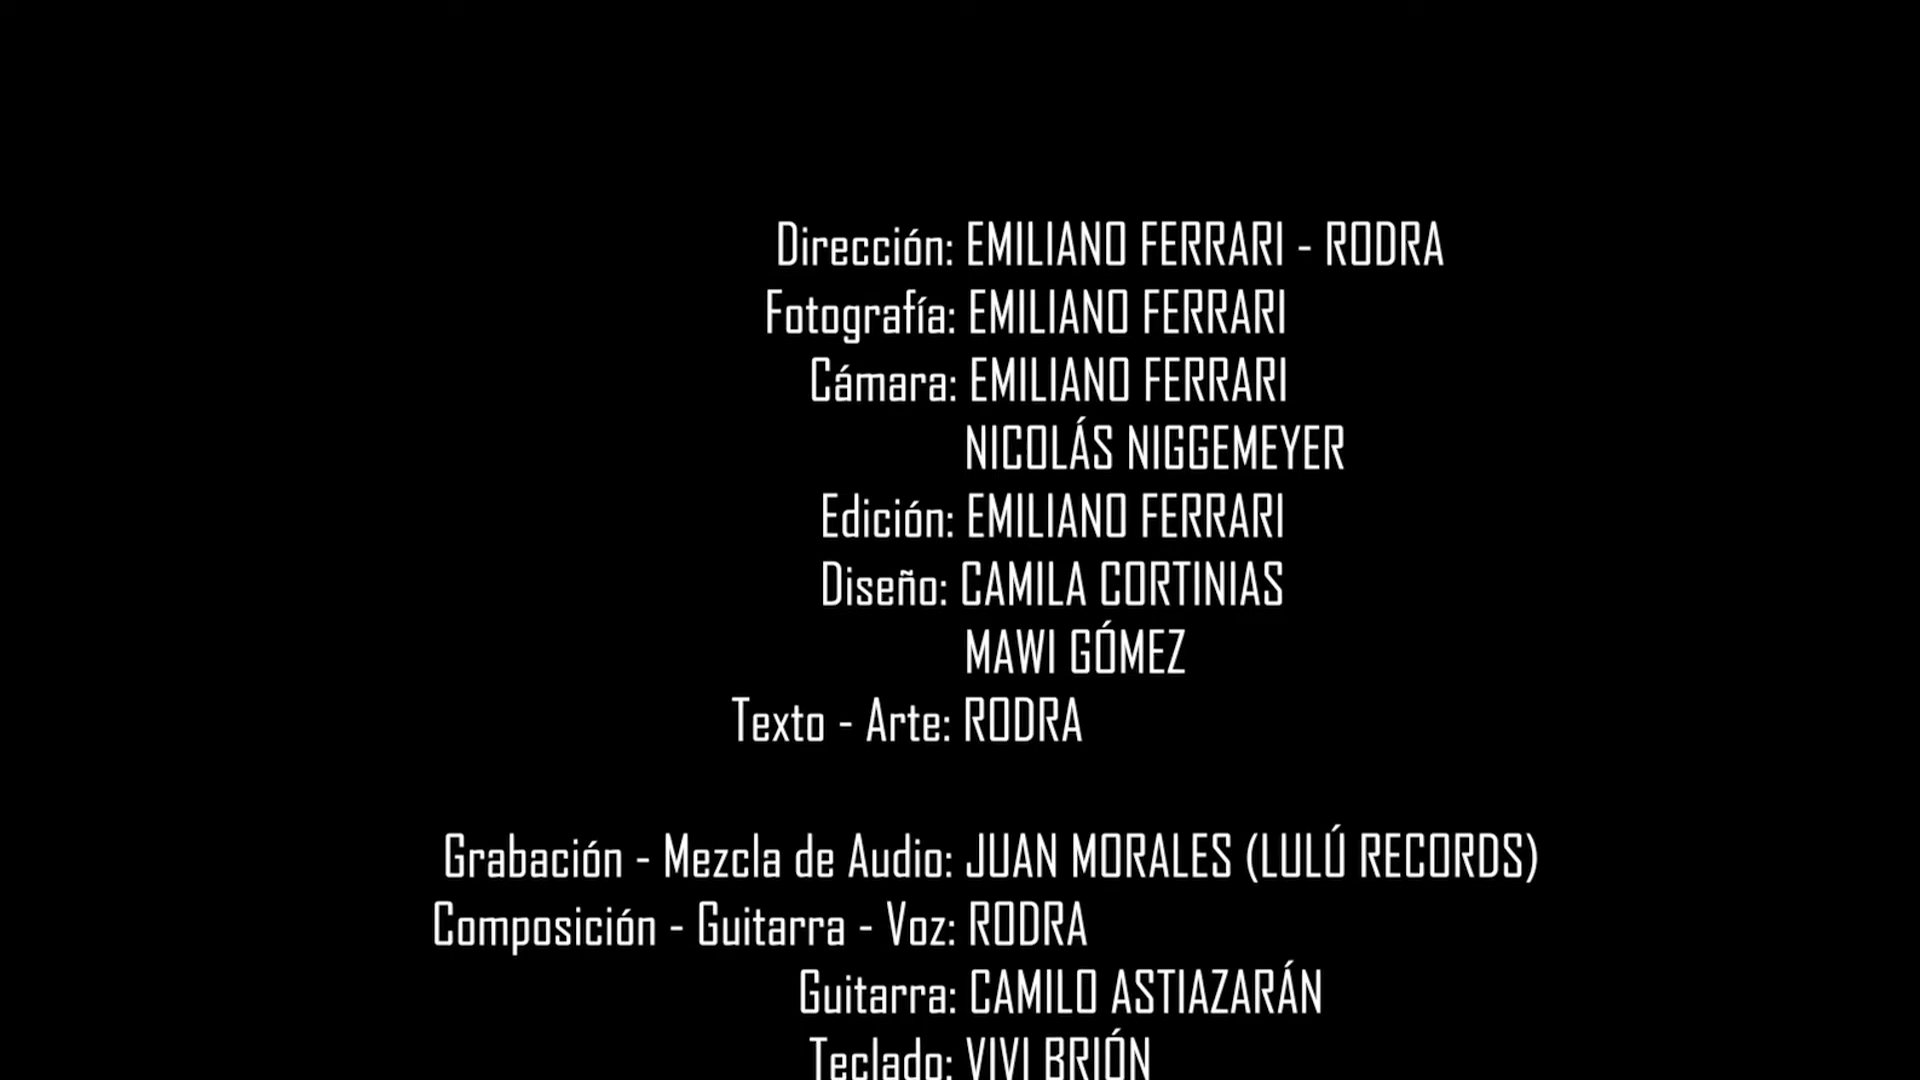 Dirección: EMILIANO FERRARI - RODRA
Fotografía: EMILIANO FERRARI
Cámara: EMILIANO FERRARI
NICOLÁS NIGGEMEYER
Edición: EMILIANO FERRARI
Diseño: CAMILA CORTINIAS
MAWI GÓMEZ
Texto - Arte: RODRA
Grabación - Mezcla de Audio: JUAN MORALES (LULÚ RECORDS)
Composición - Guitarra - Voz: RODRA
Guitarra: CAMILO ASTIAZARÁN
Teclado: VIVI BRIÓN